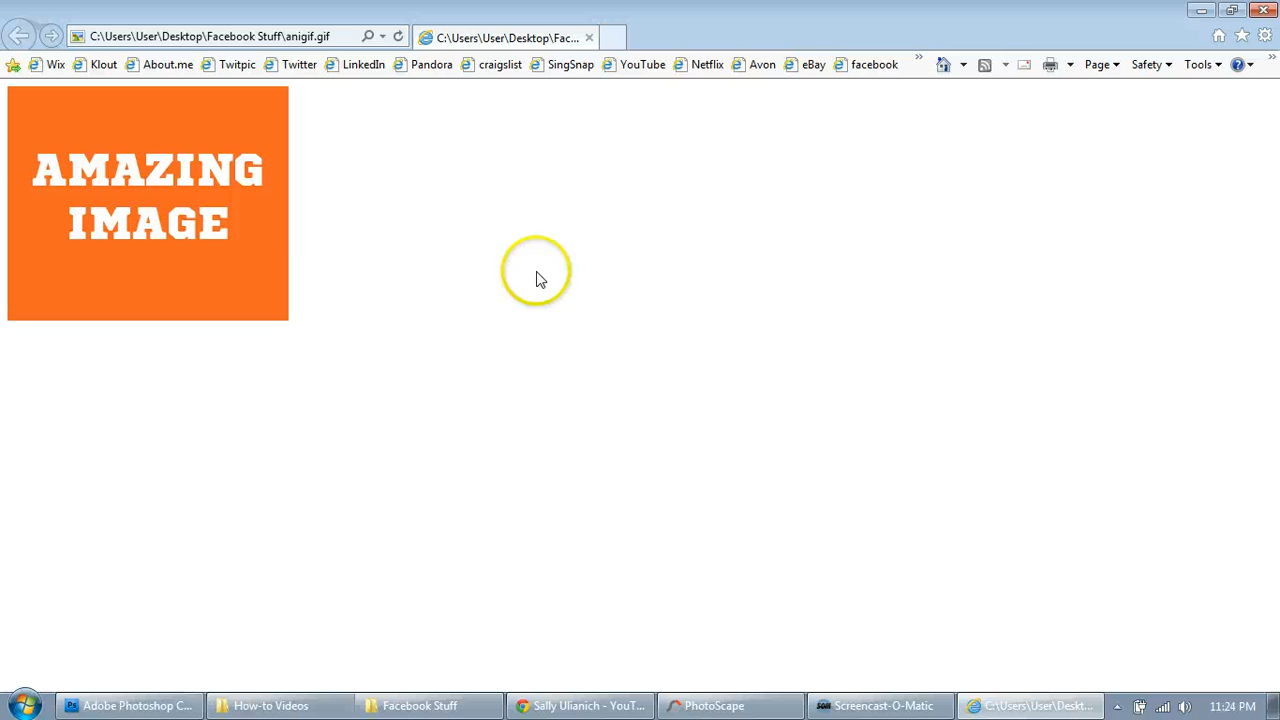 C:\Users\User\Desktop\Facebook Stuff\anigif.gif
C:\Users\User\Desktop\Fac...
Wix Klout About.me Twitpic Twitter LinkedIn Pandora craigslist SingSnap YouTube Netflix Avon eBay facebook » Page Safety Tools »
AMAZING
IMAGE
Adobe Photoshop C... How-to Videos Facebook Stuff Sally Ulianich - YouT... PhotoScape Screencast-O-Matic C:\Users\User\Deskt... 11:24 PM